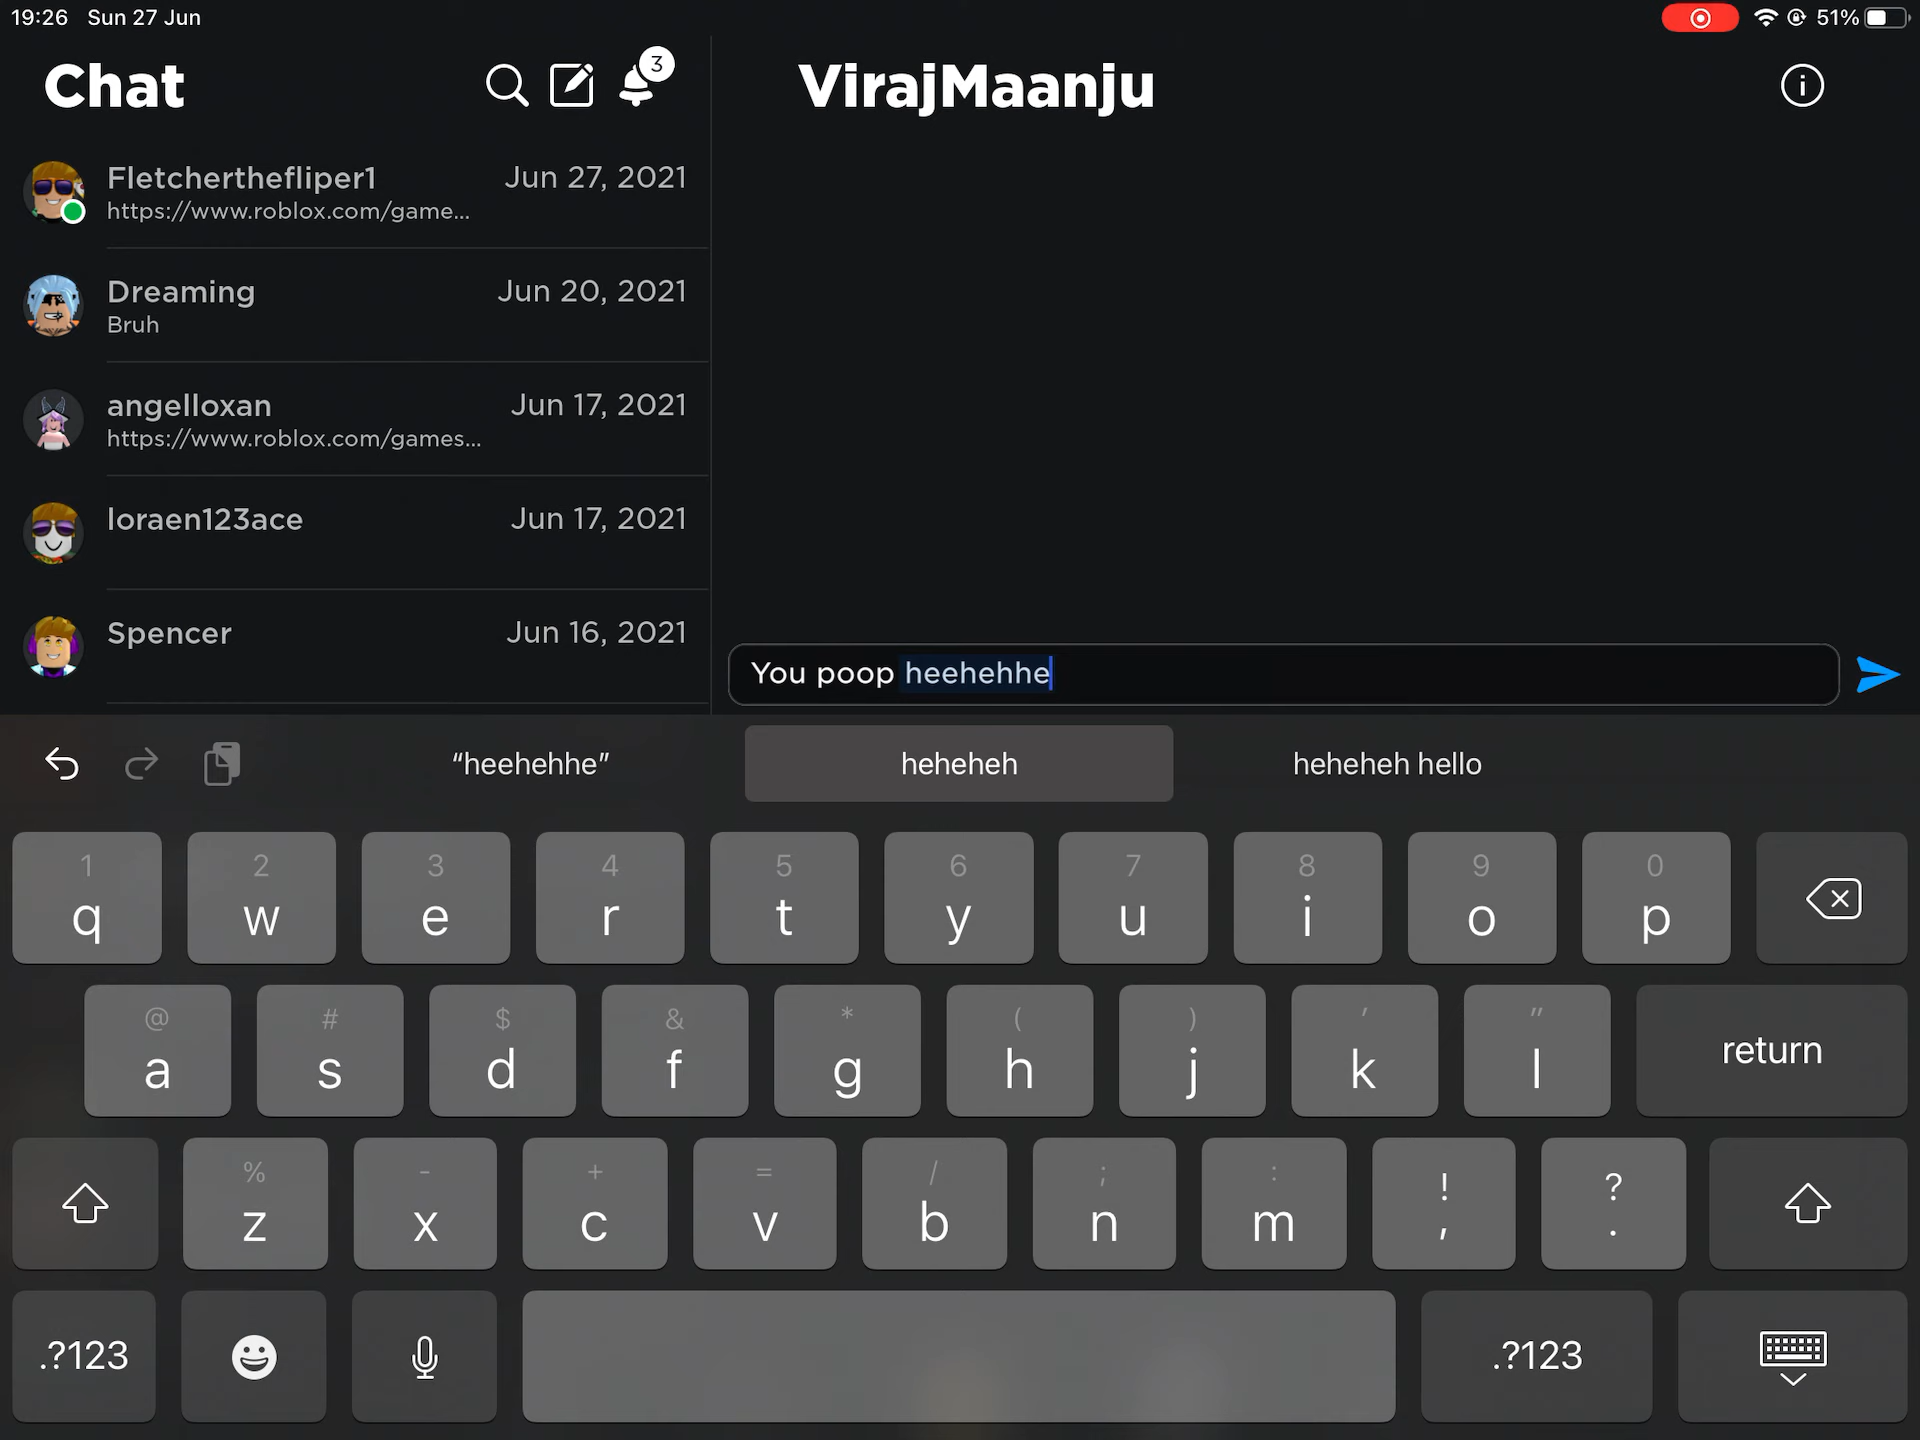 19:26 Sun 27 Jun
51%
Chat
3
VirajMaanju
Fletcherthefliper1 Jun 27, 2021
https://www.roblox.com/game...
Dreaming Jun 20, 2021
Bruh
angelloxan Jun 17, 2021
https://www.roblox.com/games...
loraen123ace Jun 17, 2021
Spencer Jun 16, 2021
You poop heehehhe
“heehehhe” heheheh heheheh hello
1 2 3 4 5 6 7 8 9 0
q w e r t y u i o p
@ # $ & * ( ) ' "
a s d f g h j k l return
% - + = / ; : ! ?
z x c v b n m , .
.?123 .?123